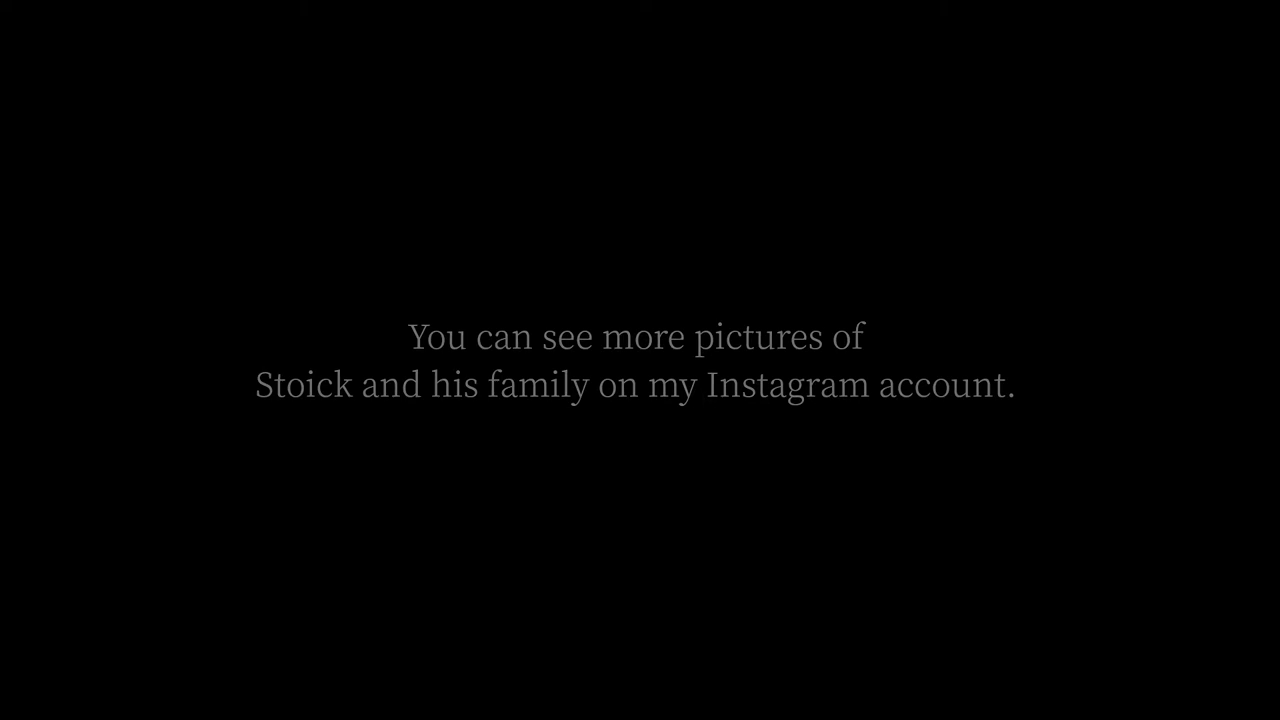 You can see more pictures of
Stoick and his family on my Instagram account.